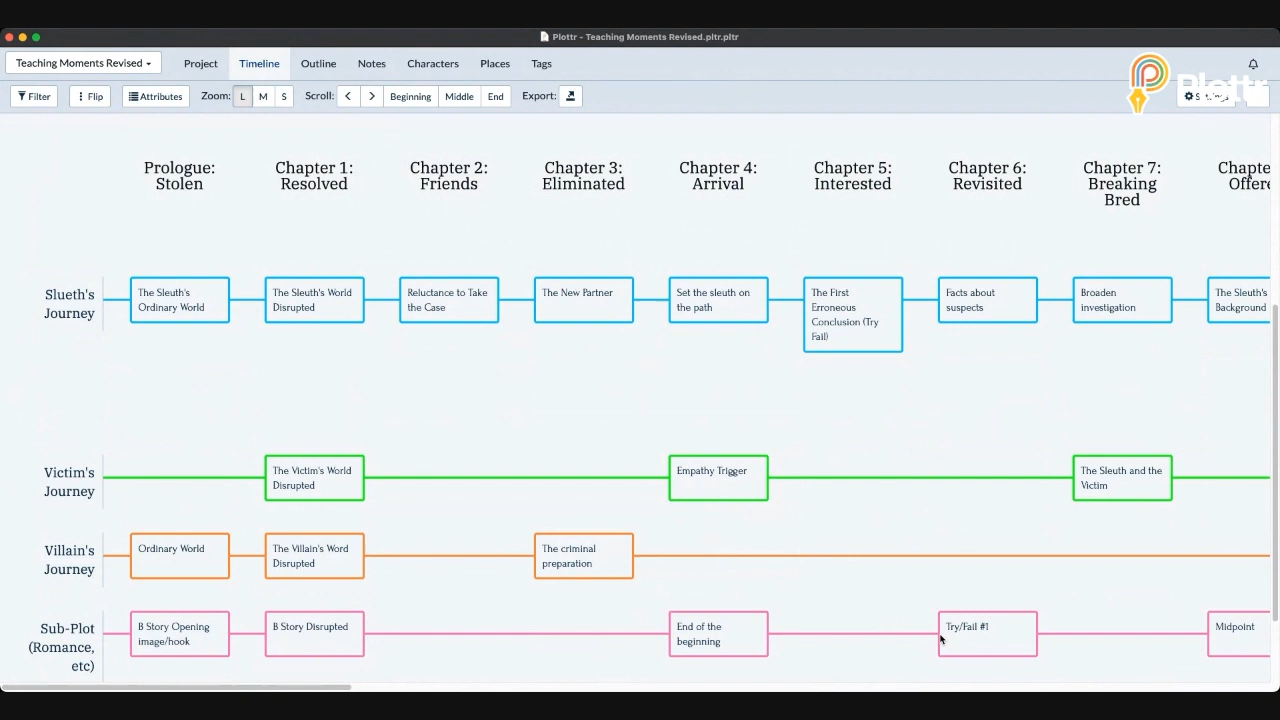 Plottr - Teaching Moments Revised.pltr.pltr
Teaching Moments Revised
Project
Timeline
Outline
Notes
Characters
Places
Tags
Plottr
Filter
Flip
Attributes
Zoom:
L
M
S
Scroll:
Beginning
Middle
End
Export:
Prologue:
Stolen
Chapter 1:
Resolved
Chapter 2:
Friends
Chapter 3:
Eliminated
Chapter 4:
Arrival
Chapter 5:
Interested
Chapter 6:
Revisited
Chapter 7:
Breaking
Bred
Slueth's
Journey
The Sleuth's
Ordinary World
The Sleuth's World
Disrupted
Reluctance to Take
the Case
The New Partner
Set the sleuth on
the path
The First
Erroneous
Conclusion (Try
Fail)
Facts about
suspects
Broaden
investigation
The Sleuth's
Background
Victim's
Journey
The Victim's World
Disrupted
Empathy Trigger
The Sleuth and the
Victim
Villain's
Journey
Ordinary World
The Villain's Word
Disrupted
The criminal
preparation
Sub-Plot
(Romance,
etc)
B Story Opening
image/hook
B Story Disrupted
End of the
beginning
Try/Fail #1
Midpoint